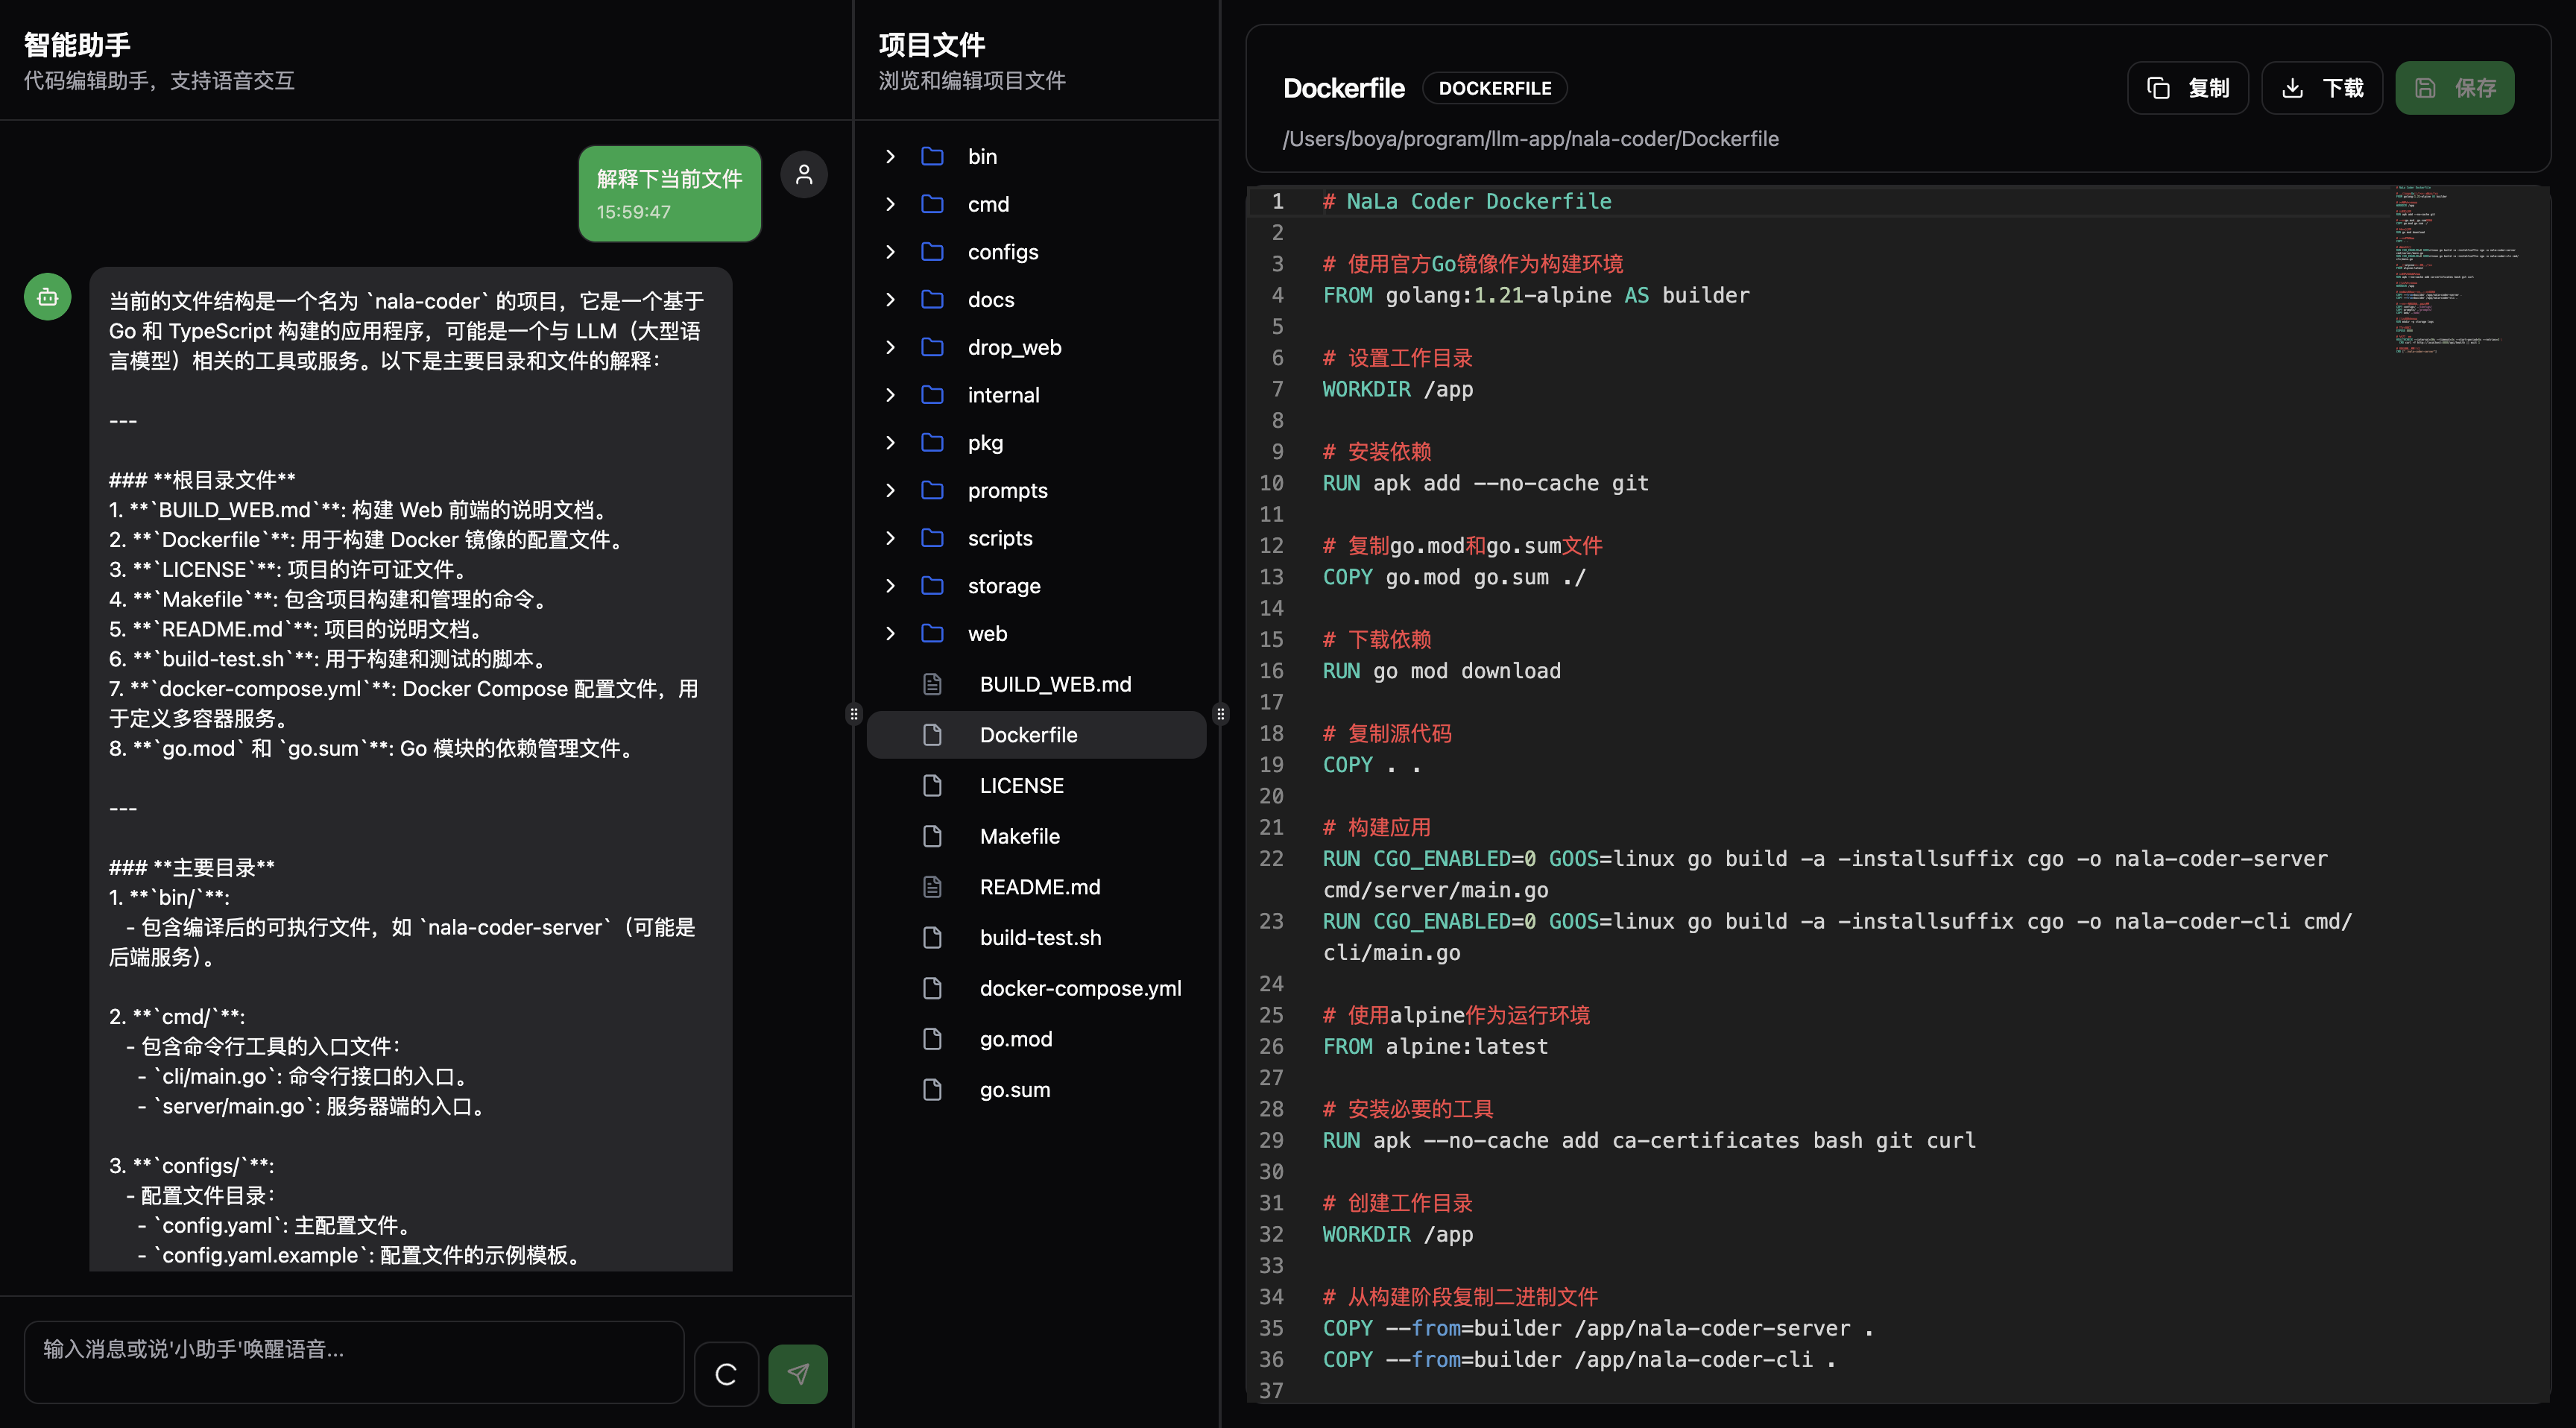 智能助手
代码编辑助手，支持语音交互
解释下当前文件
15:59:47
当前的文件结构是一个名为 `nala-coder` 的项目，它是一个基于
Go 和 TypeScript 构建的应用程序，可能是一个与 LLM（大型语
言模型）相关的工具或服务。以下是主要目录和文件的解释：
---
### **根目录文件**
1. **`BUILD_WEB.md`**: 构建 Web 前端的说明文档。
2. **`Dockerfile`**: 用于构建 Docker 镜像的配置文件。
3. **`LICENSE`**: 项目的许可证文件。
4. **`Makefile`**: 包含项目构建和管理的命令。
5. **`README.md`**: 项目的说明文档。
6. **`build-test.sh`**: 用于构建和测试的脚本。
7. **`docker-compose.yml`**: Docker Compose 配置文件，用
于定义多容器服务。
8. **`go.mod` 和 `go.sum`**: Go 模块的依赖管理文件。
---
### **主要目录**
1. **`bin/`**:
- 包含编译后的可执行文件，如 `nala-coder-server`（可能是
后端服务）。
2. **`cmd/`**:
- 包含命令行工具的入口文件：
- `cli/main.go`: 命令行接口的入口。
- `server/main.go`: 服务器端的入口。
3. **`configs/`**:
- 配置文件目录：
- `config.yaml`: 主配置文件。
- `config.yaml.example`: 配置文件的示例模板。
输入消息或说'小助手'唤醒语音...
项目文件
浏览和编辑项目文件
bin
cmd
configs
docs
drop_web
internal
pkg
prompts
scripts
storage
web
BUILD_WEB.md
Dockerfile
LICENSE
Makefile
README.md
build-test.sh
docker-compose.yml
go.mod
go.sum
Dockerfile DOCKERFILE
复制 下载 保存
/Users/boya/program/llm-app/nala-coder/Dockerfile
1 # NaLa Coder Dockerfile
2
3 # 使用官方Go镜像作为构建环境
4 FROM golang:1.21-alpine AS builder
5
6 # 设置工作目录
7 WORKDIR /app
8
9 # 安装依赖
10 RUN apk add --no-cache git
11
12 # 复制go.mod和go.sum文件
13 COPY go.mod go.sum ./
14
15 # 下载依赖
16 RUN go mod download
17
18 # 复制源代码
19 COPY . .
20
21 # 构建应用
22 RUN CGO_ENABLED=0 GOOS=linux go build -a -installsuffix cgo -o nala-coder-server
cmd/server/main.go
23 RUN CGO_ENABLED=0 GOOS=linux go build -a -installsuffix cgo -o nala-coder-cli cmd/
cli/main.go
24
25 # 使用alpine作为运行环境
26 FROM alpine:latest
27
28 # 安装必要的工具
29 RUN apk --no-cache add ca-certificates bash git curl
30
31 # 创建工作目录
32 WORKDIR /app
33
34 # 从构建阶段复制二进制文件
35 COPY --from=builder /app/nala-coder-server .
36 COPY --from=builder /app/nala-coder-cli .
37